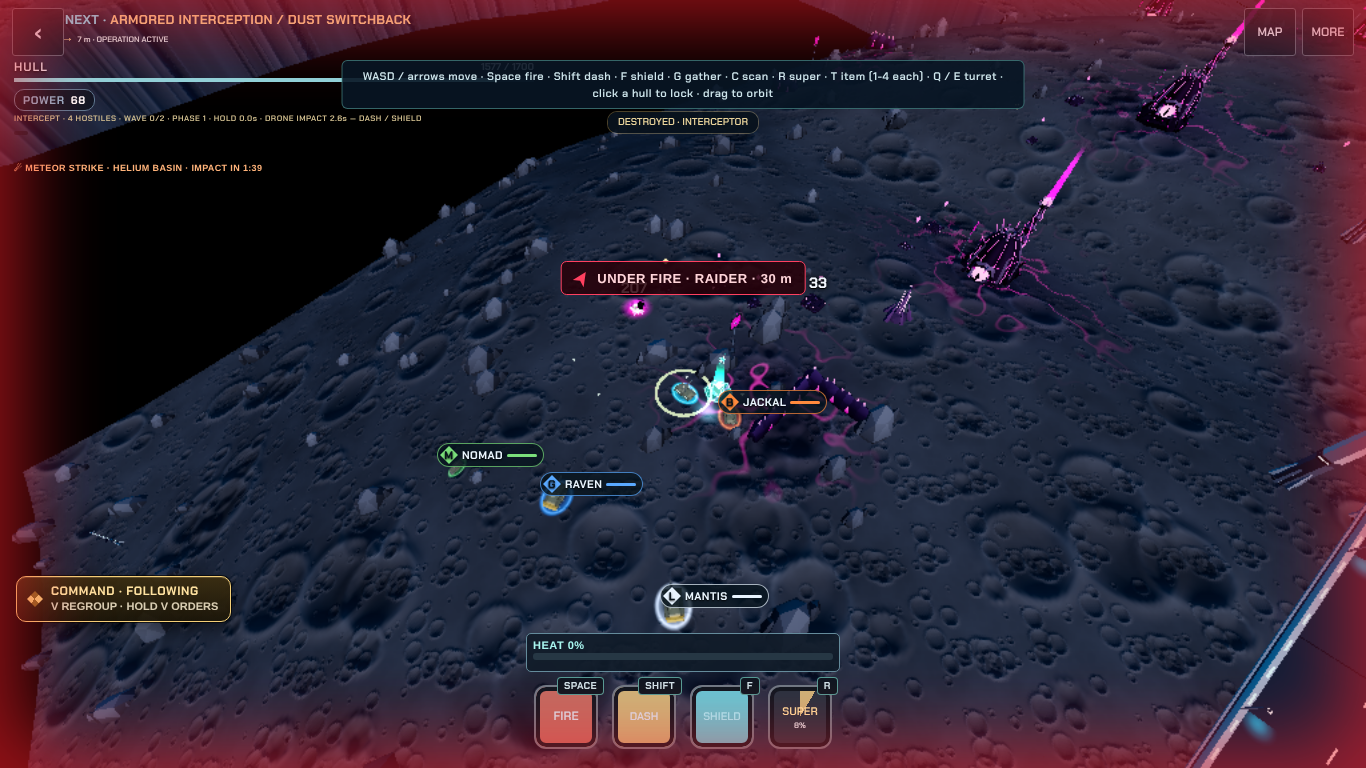 ‹
NEXT · ARMORED INTERCEPTION / DUST SWITCHBACK
→ 7 m · OPERATION ACTIVE
MAP
MORE
HULL
1577 / 1700
WASD / arrows move · Space fire · Shift dash · F shield · G gather · C scan · R super · T item (1-4 each) · Q / E turret ·
click a hull to lock · drag to orbit
POWER 68
INTERCEPT · 4 HOSTILES · WAVE 0/2 · PHASE 1 · HOLD 0.0s · DRONE IMPACT 2.6s — DASH / SHIELD
DESTROYED · INTERCEPTOR
METEOR STRIKE · HELIUM BASIN · IMPACT IN 1:39
UNDER FIRE · RAIDER · 30 m
33
207
B JACKAL
M NOMAD
G RAVEN
L MANTIS
COMMAND · FOLLOWING
V REGROUP · HOLD V ORDERS
HEAT 0%
SPACE
SHIFT
F
R
FIRE
DASH
SHIELD
SUPER
8%